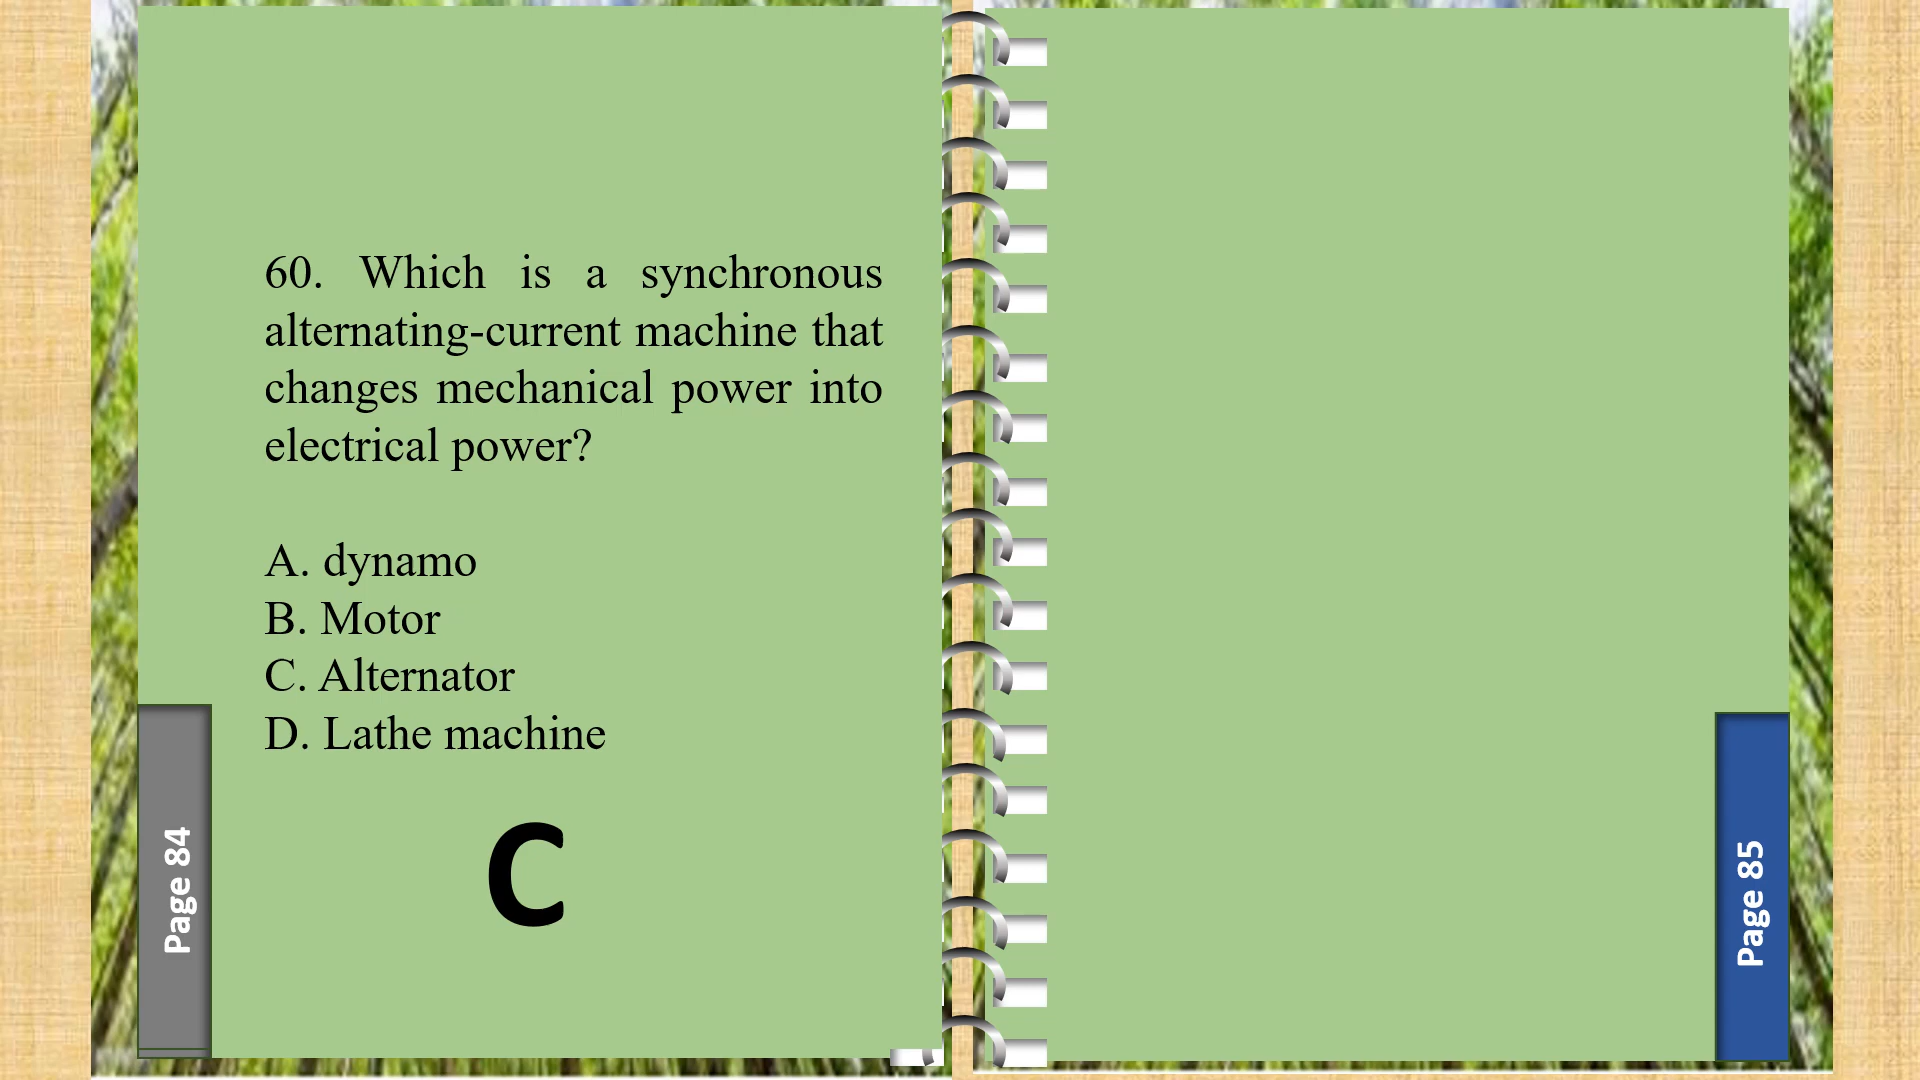 60. Which is a synchronous
alternating-current machine that
changes mechanical power into
electrical power?
A. dynamo
B. Motor
C. Alternator
D. Lathe machine
C
Page 84
Page 85